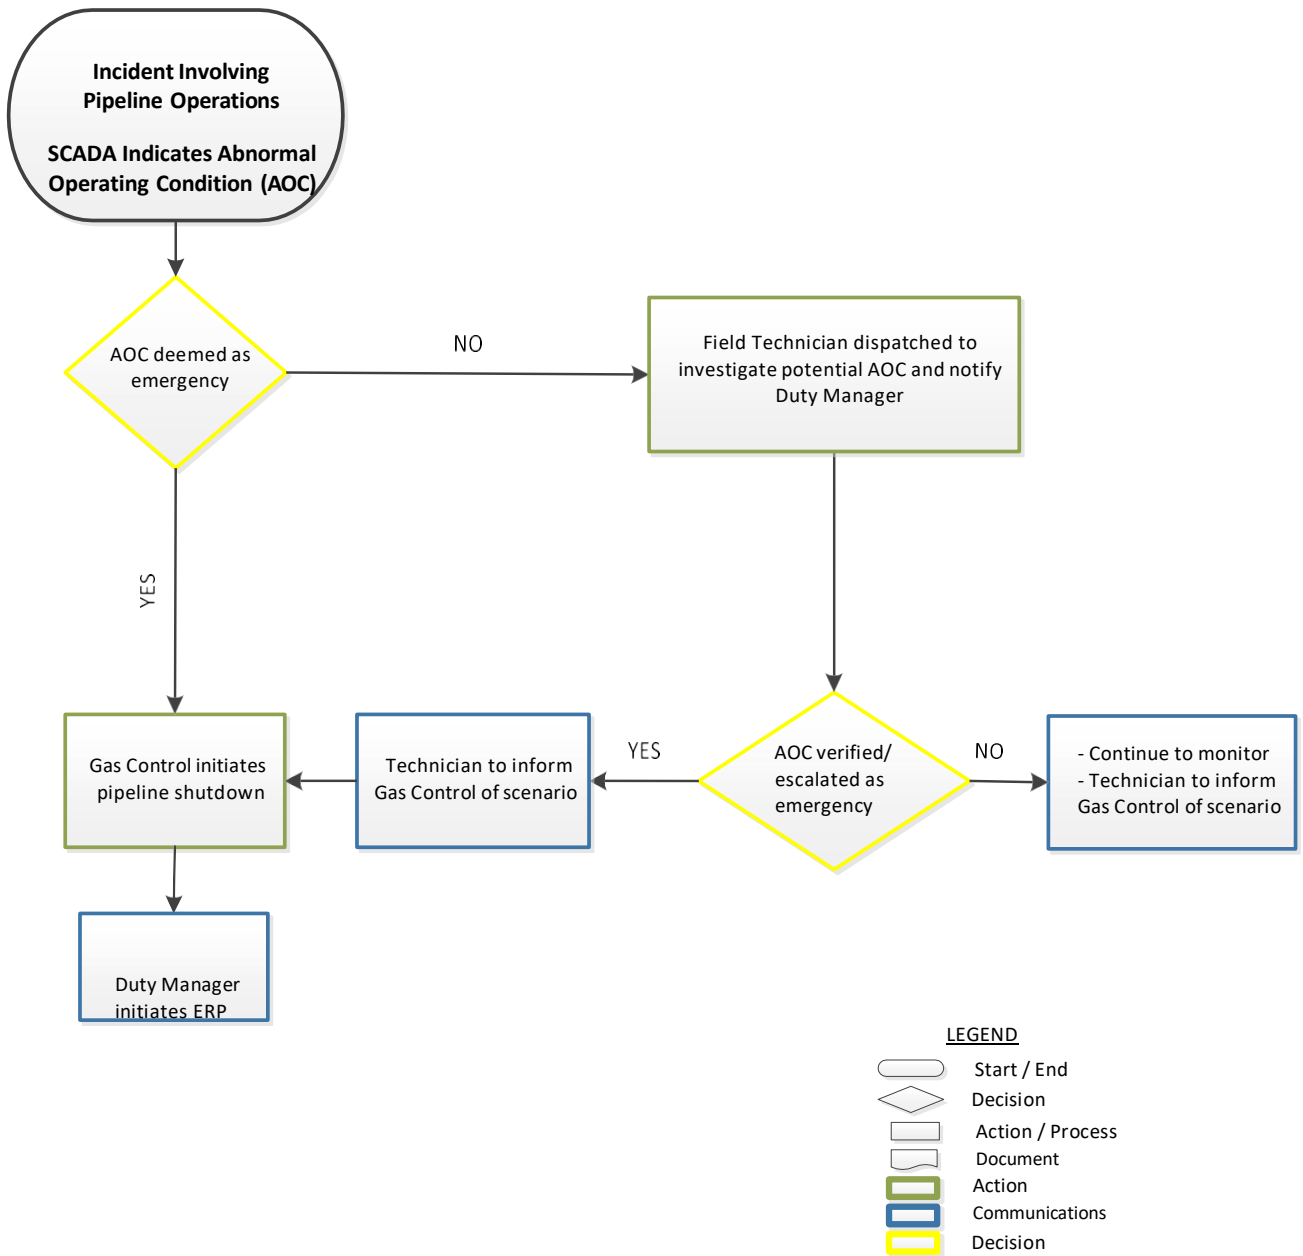 Incident Involving
Pipeline Operations
SCADA Indicates Abnormal
Operating Condition (AOC)
AOC deemed as
emergency
NO
Field Technician dispatched to
investigate potential AOC and notify
Duty Manager
YES
Gas Control initiates
pipeline shutdown
Technician to inform
Gas Control of scenario
YES
AOC verified/
escalated as
emergency
NO
- Continue to monitor
- Technician to inform
Gas Control of scenario
Duty Manager
initiates ERP
LEGEND
Start / End
Decision
Action / Process
Document
Action
Communications
Decision